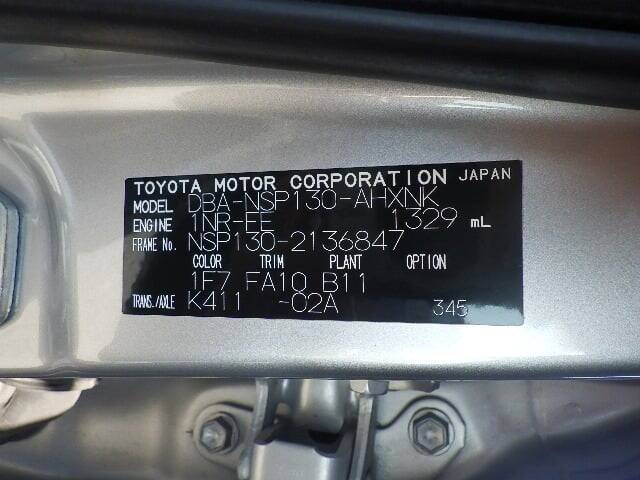 TOYOTA MOTOR CORPORATION JAPAN
MODEL DBA-NSP130-AHXNK
ENGINE 1NR-FE 1329 mL
FRAME No. NSP130-2136847
COLOR TRIM PLANT OPTION
1F7 FA10 B11
TRANS./AXLE K411 -02A 345